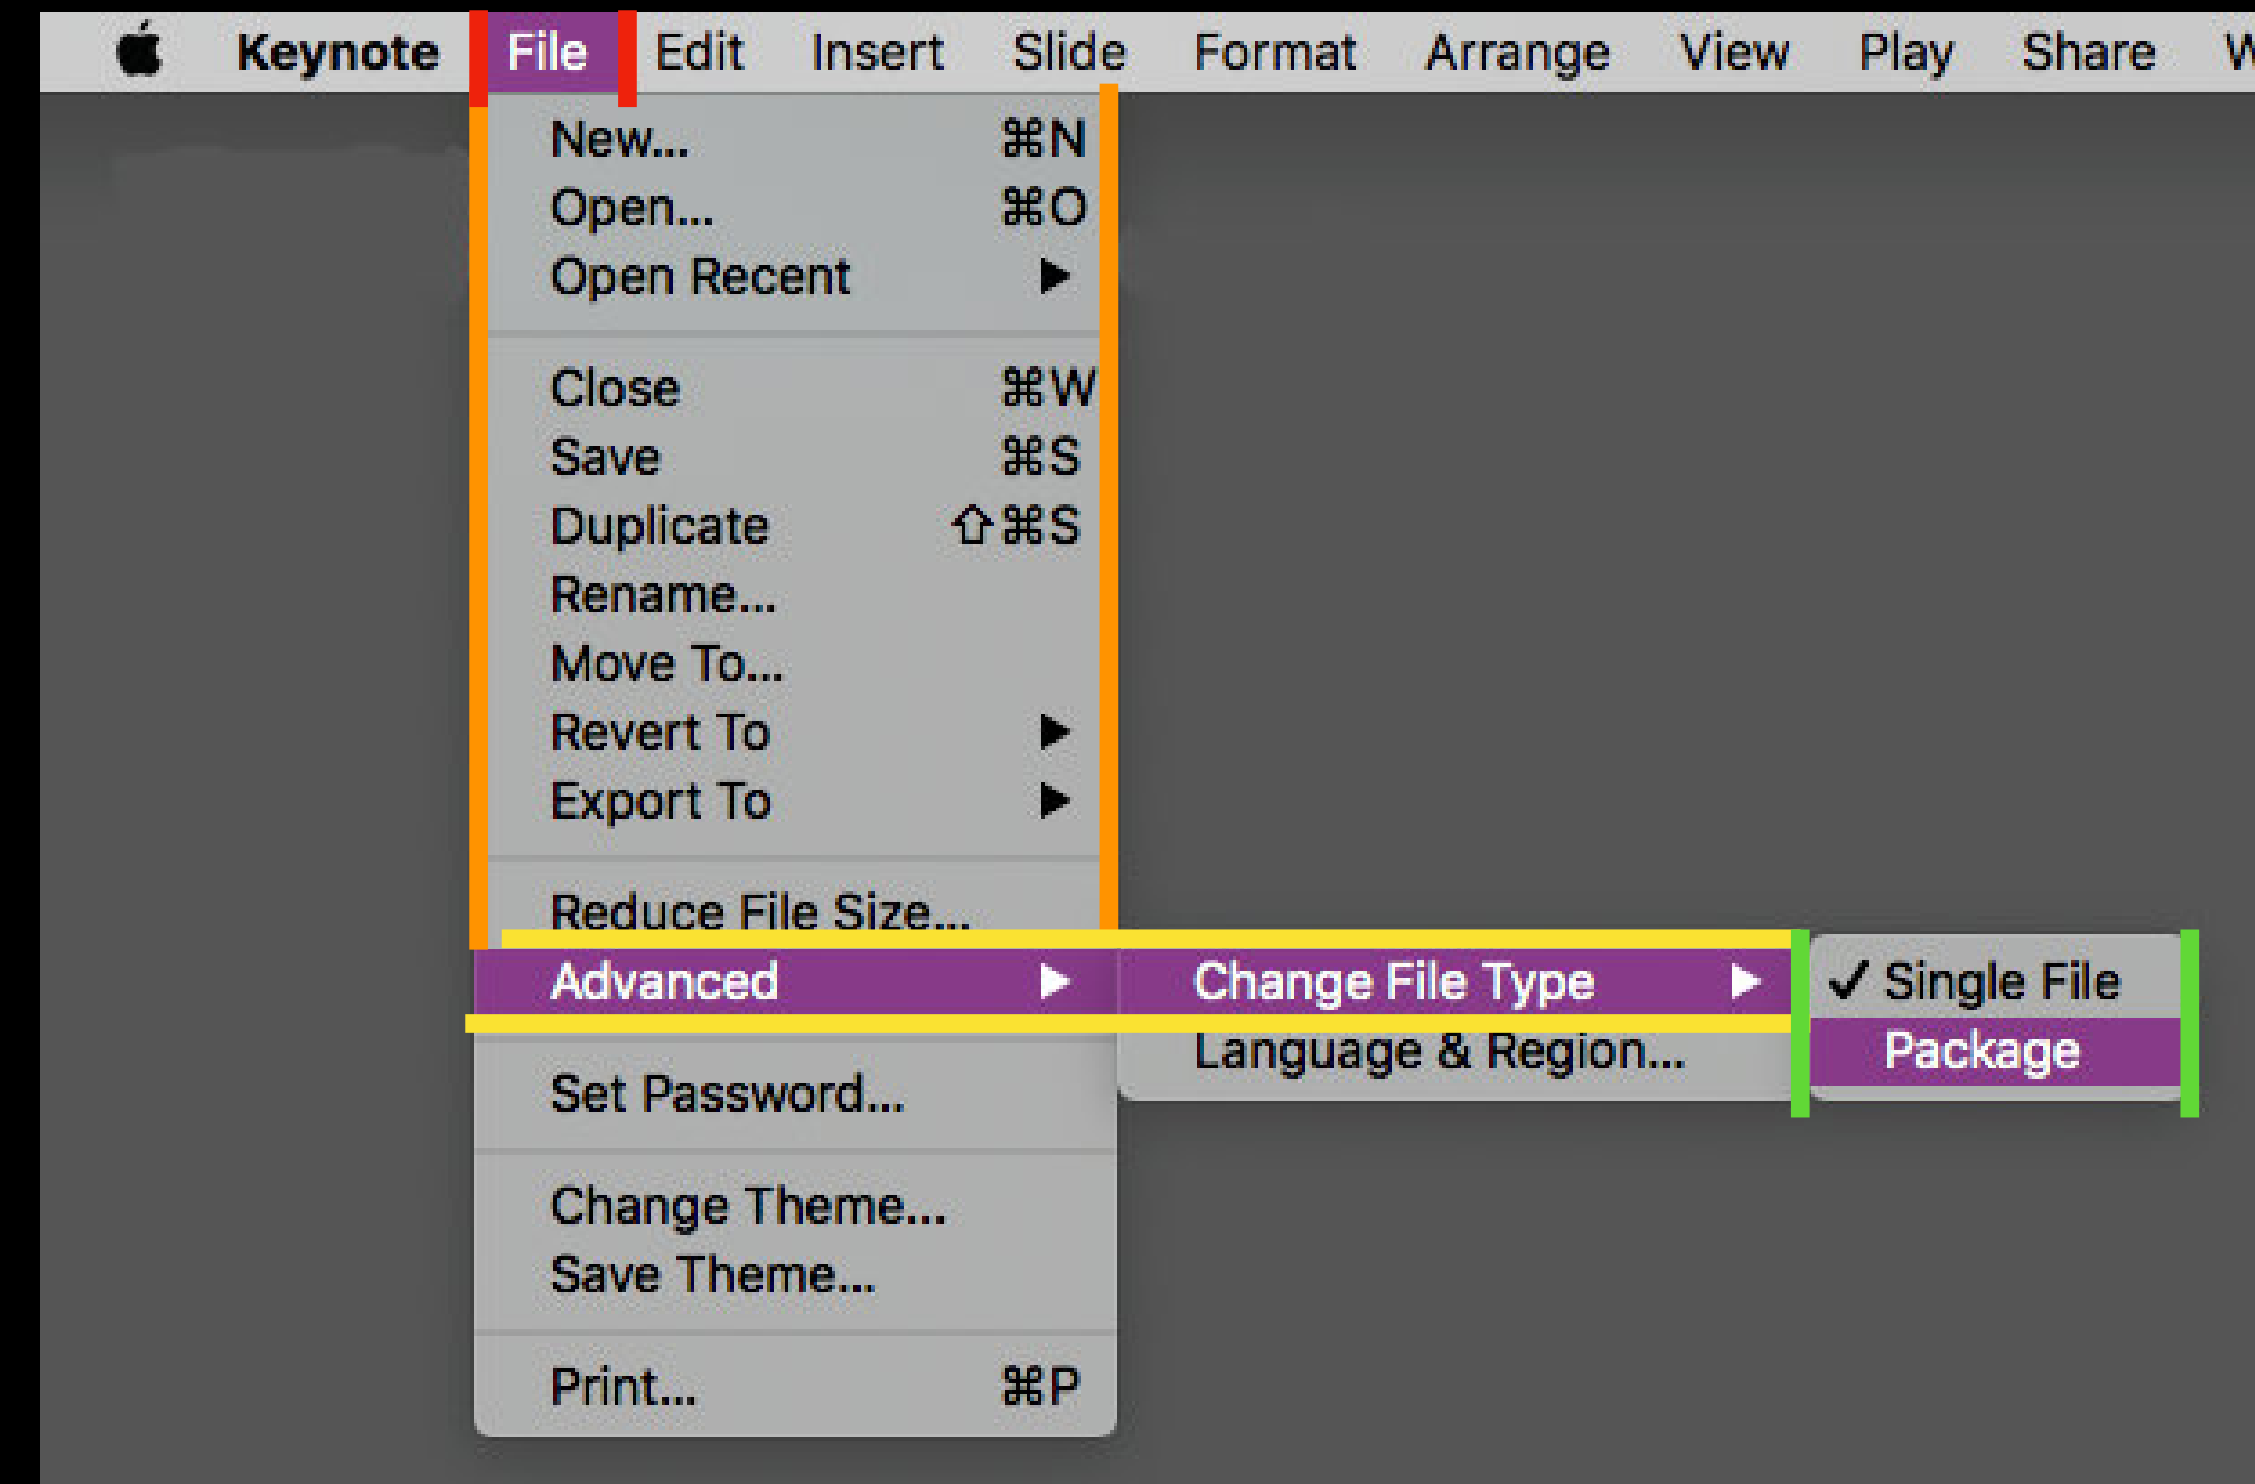 Keynote File Edit Insert Slide Format Arrange View Play Share W
New... ⌘N
Open... ⌘O
Open Recent ▶
Close ⌘W
Save ⌘S
Duplicate ⇧⌘S
Rename...
Move To...
Revert To ▶
Export To ▶
Reduce File Size...
Advanced ▶ Change File Type ▶ ✓ Single File
Language & Region... Package
Set Password...
Change Theme...
Save Theme...
Print... ⌘P